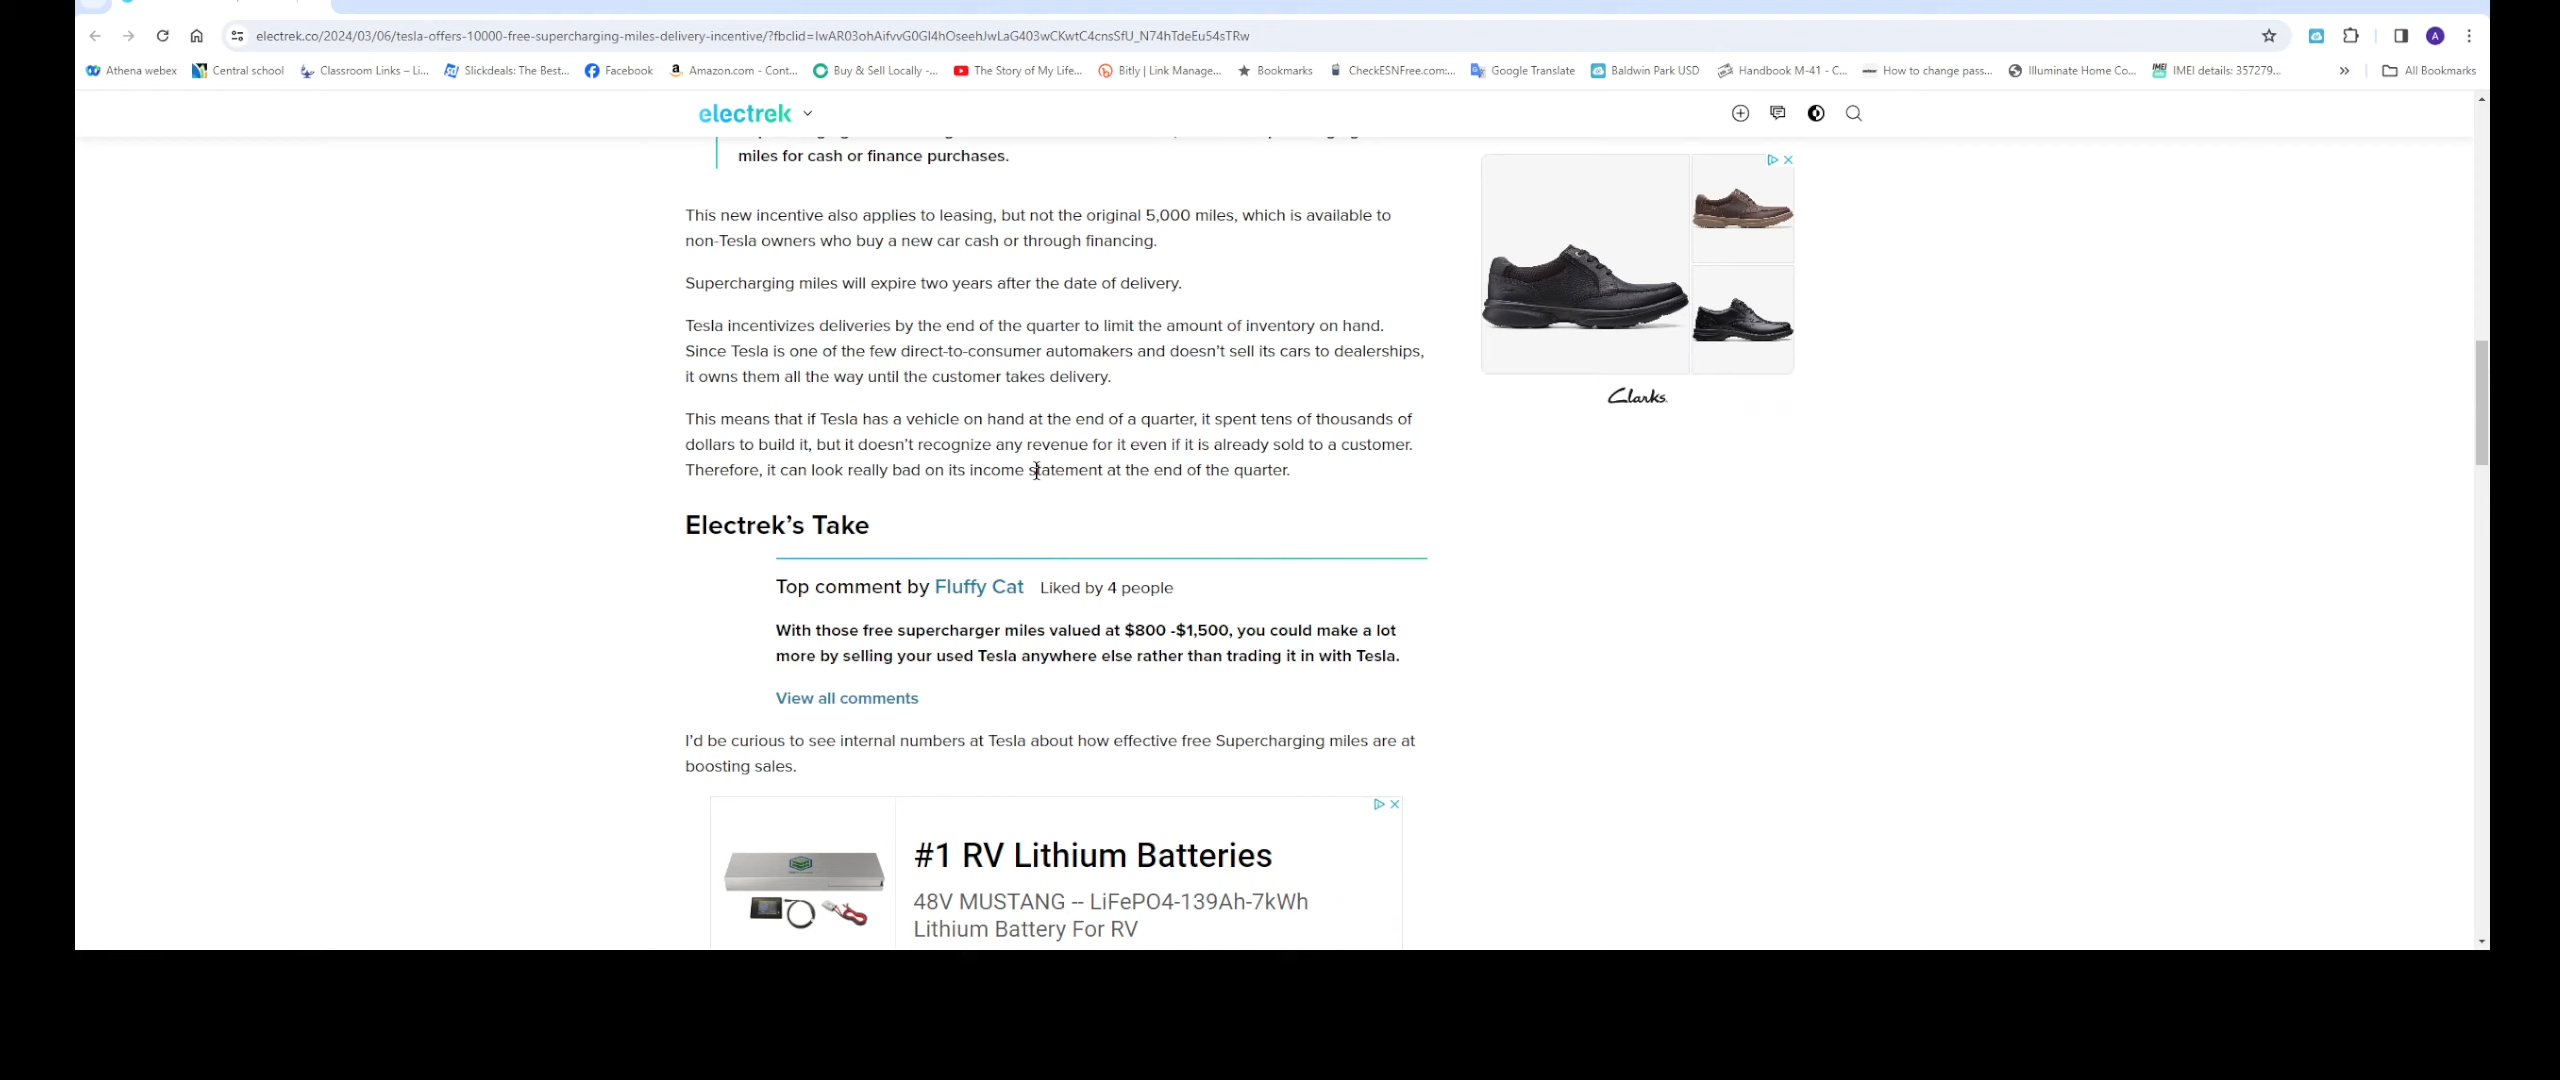 electrek.co/2024/03/06/tesla-offers-10000-free-supercharging-miles-delivery-incentive/?fbclid=IwAR03ohAifvvG0Gl4hOseehJwLaG403wCKwtC4cnsSfU_N74hTdeEu54sTRw
A
Athena webex
Central school
Classroom Links – Li...
Slickdeals: The Best...
Facebook
Amazon.com - Cont...
Buy & Sell Locally -...
The Story of My Life...
Bitly | Link Manage...
Bookmarks
CheckESNFree.com:...
Google Translate
Baldwin Park USD
Handbook M-41 - C...
How to change pass...
Illuminate Home Co...
IMEI details: 357279...
All Bookmarks
electrek
miles for cash or finance purchases.
This new incentive also applies to leasing, but not the original 5,000 miles, which is available to
non-Tesla owners who buy a new car cash or through financing.
Supercharging miles will expire two years after the date of delivery.
Tesla incentivizes deliveries by the end of the quarter to limit the amount of inventory on hand.
Since Tesla is one of the few direct-to-consumer automakers and doesn't sell its cars to dealerships,
it owns them all the way until the customer takes delivery.
This means that if Tesla has a vehicle on hand at the end of a quarter, it spent tens of thousands of
dollars to build it, but it doesn't recognize any revenue for it even if it is already sold to a customer.
Therefore, it can look really bad on its income statement at the end of the quarter.
Clarks.
Electrek's Take
Top comment by Fluffy Cat Liked by 4 people
With those free supercharger miles valued at $800 -$1,500, you could make a lot
more by selling your used Tesla anywhere else rather than trading it in with Tesla.
View all comments
I'd be curious to see internal numbers at Tesla about how effective free Supercharging miles are at
boosting sales.
#1 RV Lithium Batteries
48V MUSTANG -- LiFePO4-139Ah-7kWh
Lithium Battery For RV